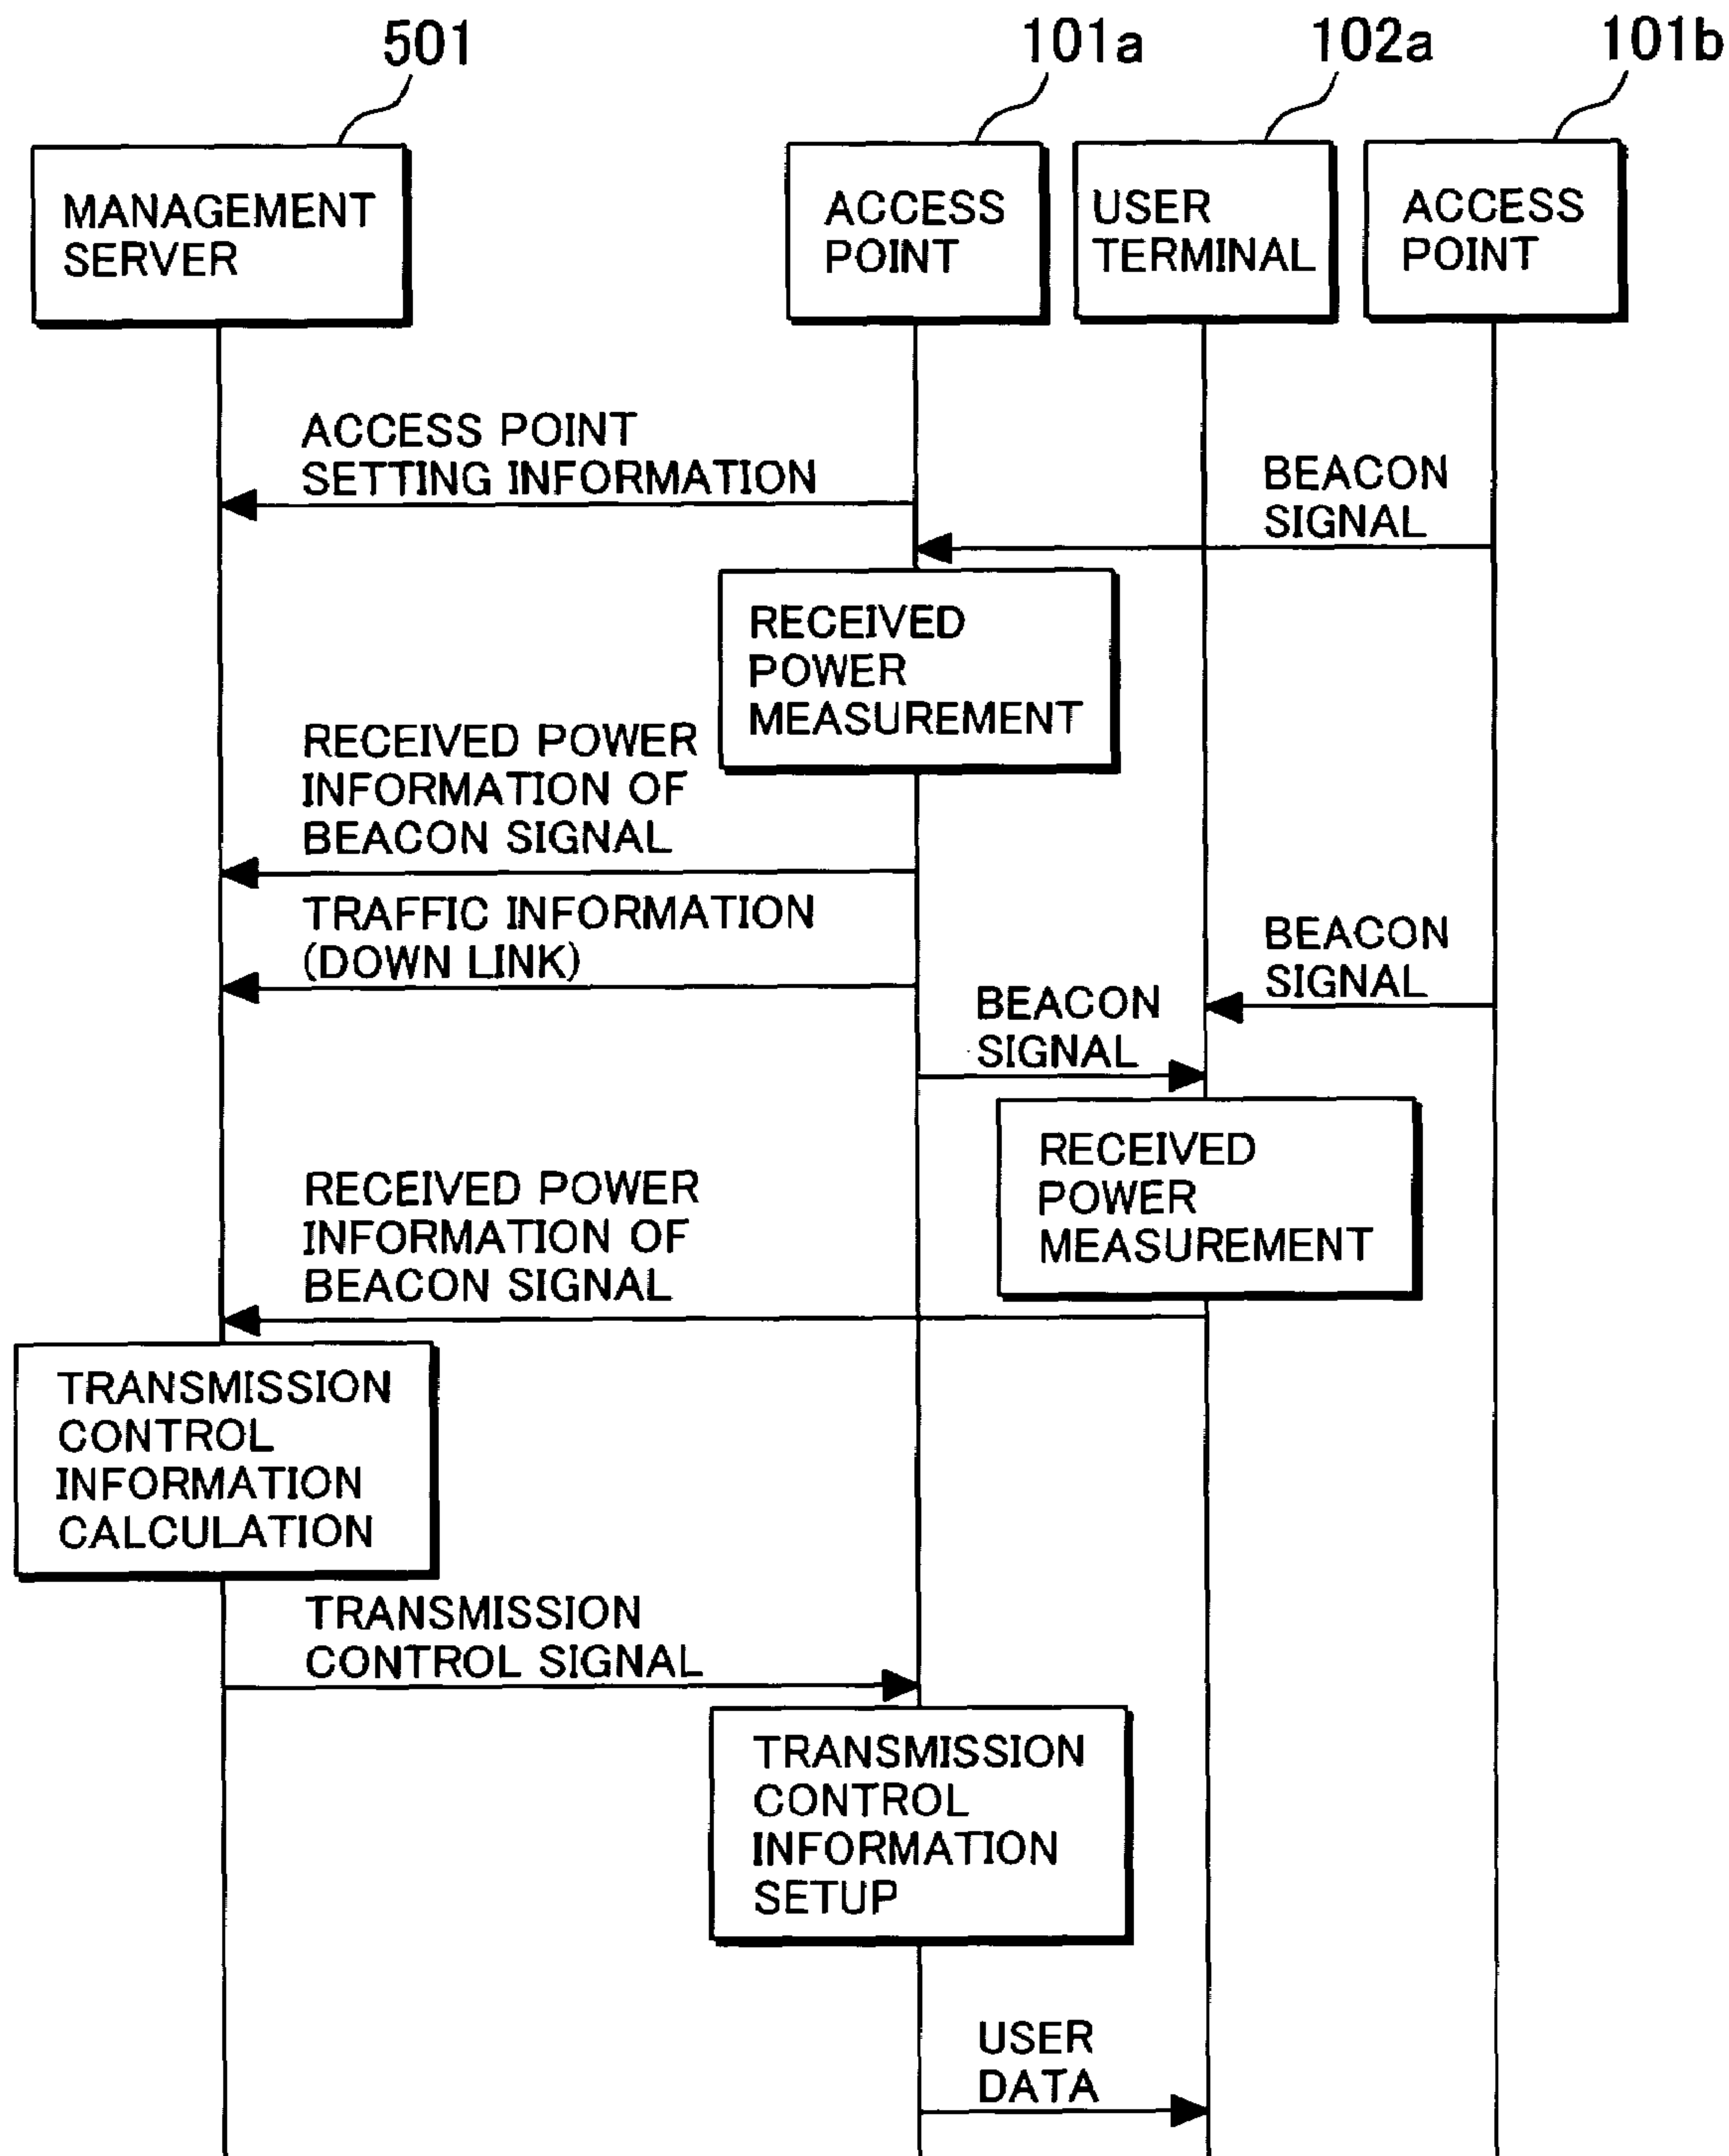 501
101a
102a
101b
MANAGEMENT
SERVER
ACCESS
POINT
USER
TERMINAL
ACCESS
POINT
ACCESS POINT
SETTING INFORMATION
BEACON
SIGNAL
RECEIVED
POWER
MEASUREMENT
RECEIVED POWER
INFORMATION OF
BEACON SIGNAL
TRAFFIC INFORMATION
(DOWN LINK)
BEACON
SIGNAL
BEACON
SIGNAL
RECEIVED
POWER
MEASUREMENT
RECEIVED POWER
INFORMATION OF
BEACON SIGNAL
TRANSMISSION
CONTROL
INFORMATION
CALCULATION
TRANSMISSION
CONTROL SIGNAL
TRANSMISSION
CONTROL
INFORMATION
SETUP
USER
DATA